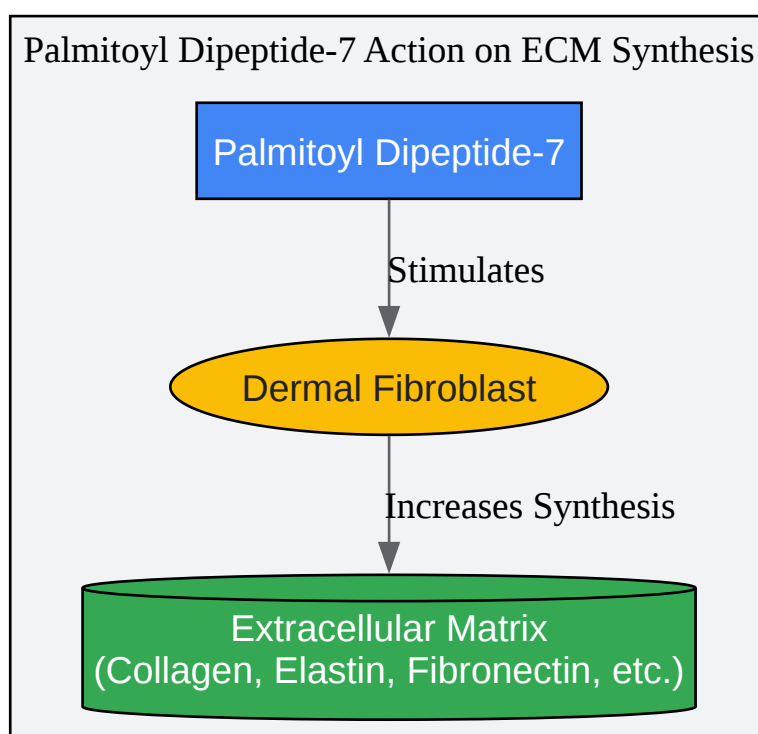 Palmitoyl Dipeptide-7 Action on ECM Synthesis
Palmitoyl Dipeptide-7
Stimulates
Dermal Fibroblast
Increases Synthesis
Extracellular Matrix
(Collagen, Elastin, Fibronectin, etc.)